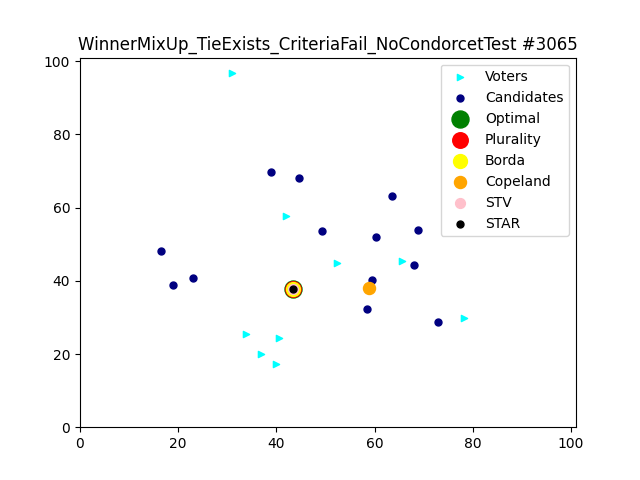 WinnerMixUp_TieExists_CriteriaFail_NoCondorcetTest #3065
100
80
60
40
20
0
0 20 40 60 80 100
Voters
Candidates
Optimal
Plurality
Borda
Copeland
STV
STAR